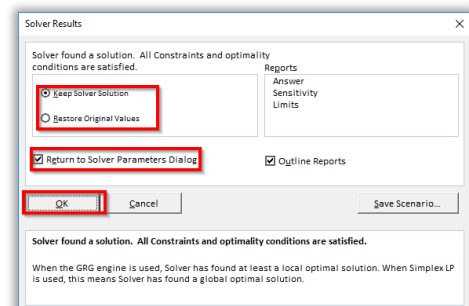 Solver Results
Solver found a solution. All Constraints and optimality
conditions are satisfied.
Reports
Answer
Sensitivity
Limits
Keep Solver Solution
Restore Original Values
Return to Solver Parameters Dialog
Outline Reports
OK
Cancel
Save Scenario...
Solver found a solution. All Constraints and optimality conditions are satisfied.
When the GRG engine is used, Solver has found at least a local optimal solution. When Simplex LP
is used, this means Solver has found a global optimal solution.